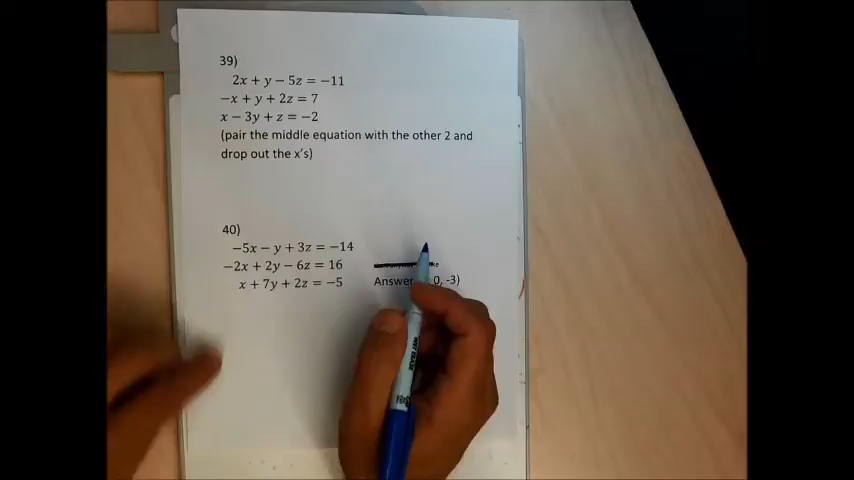 39)
2x + y − 5z = −11
−x + y + 2z = 7
x − 3y + z = −2
(pair the middle equation with the other 2 and
drop out the x's)
40)
−5x − y + 3z = −14
−2x + 2y − 6z = 16
x + 7y + 2z = −5
Answer 0, -3)